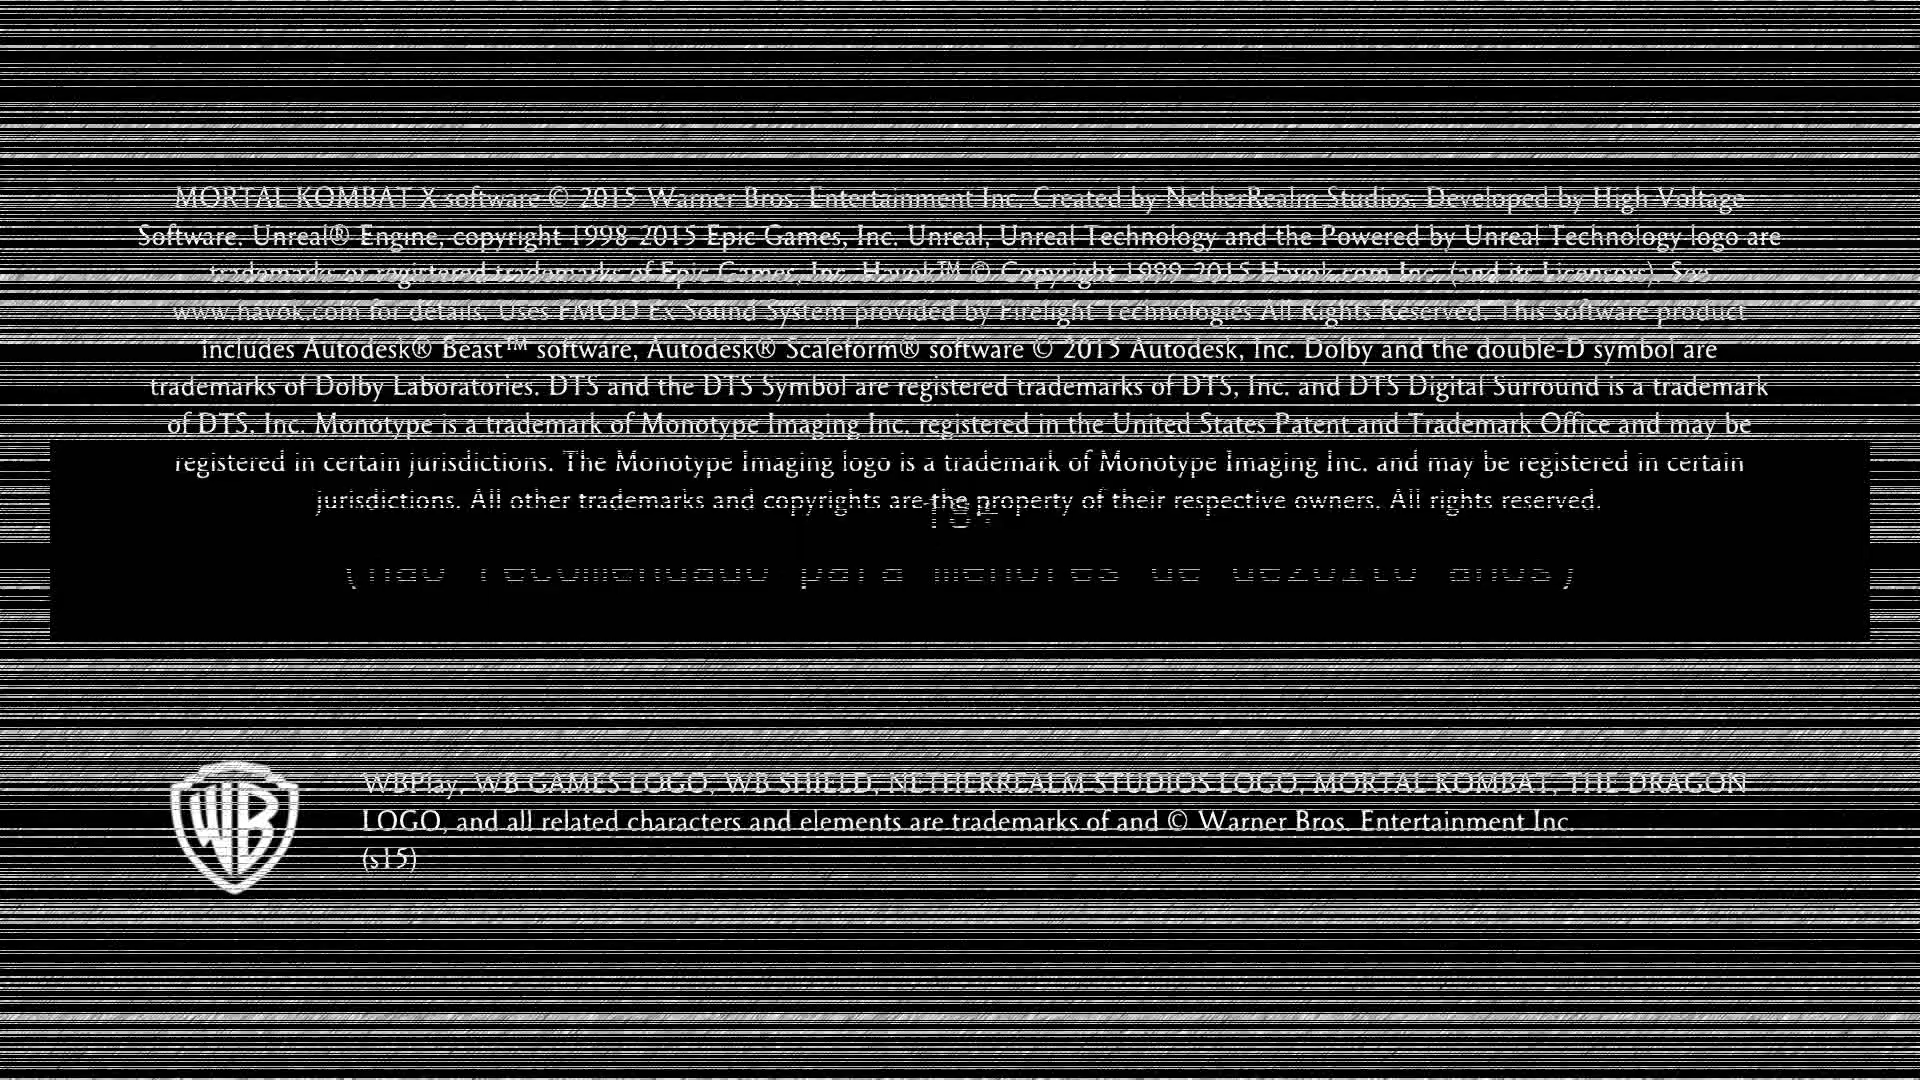 MORTAL KOMBAT X software © 2015 Warner Bros. Entertainment Inc. Created by NetherRealm Studios. Developed by High Voltage
Software. Unreal® Engine, copyright 1998-2015 Epic Games, Inc. Unreal, Unreal Technology and the Powered by Unreal Technology logo are
trademarks or registered trademarks of Epic Games, Inc. Havok™ © Copyright 1999-2015 Havok.com Inc. (and its Licensors). See
www.havok.com for details. Uses FMOD Ex Sound System provided by Firelight Technologies All Rights Reserved. This software product
includes Autodesk® Beast™ software, Autodesk® Scaleform® software © 2015 Autodesk, Inc. Dolby and the double-D symbol are
trademarks of Dolby Laboratories. DTS and the DTS Symbol are registered trademarks of DTS, Inc. and DTS Digital Surround is a trademark
of DTS, Inc. Monotype is a trademark of Monotype Imaging Inc. registered in the United States Patent and Trademark Office and may be
registered in certain jurisdictions. The Monotype Imaging logo is a trademark of Monotype Imaging Inc. and may be registered in certain
jurisdictions. All other trademarks and copyrights are the property of their respective owners. All rights reserved.
18+
(não recomendado para menores de dezoito anos)
WB
WBPlay, WB GAMES LOGO, WB SHIELD, NETHERREALM STUDIOS LOGO, MORTAL KOMBAT, THE DRAGON
LOGO, and all related characters and elements are trademarks of and © Warner Bros. Entertainment Inc.
(s15)